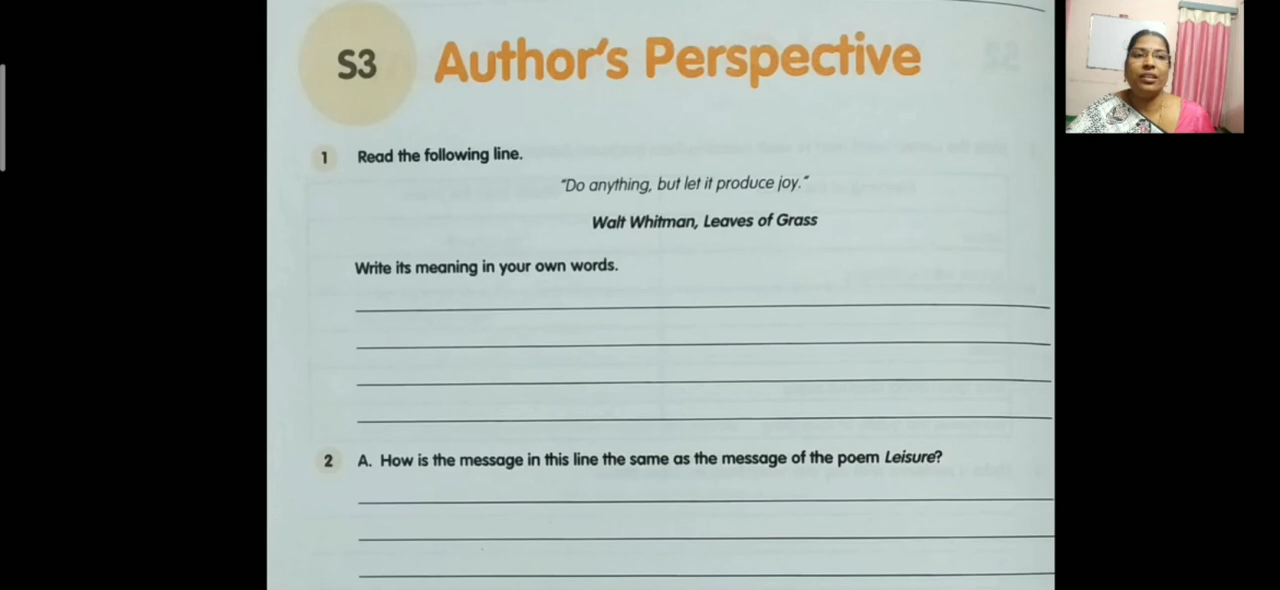 S3 Author's Perspective
1 Read the following line.
"Do anything, but let it produce joy."
Walt Whitman, Leaves of Grass
Write its meaning in your own words.
2 A. How is the message in this line the same as the message of the poem Leisure?